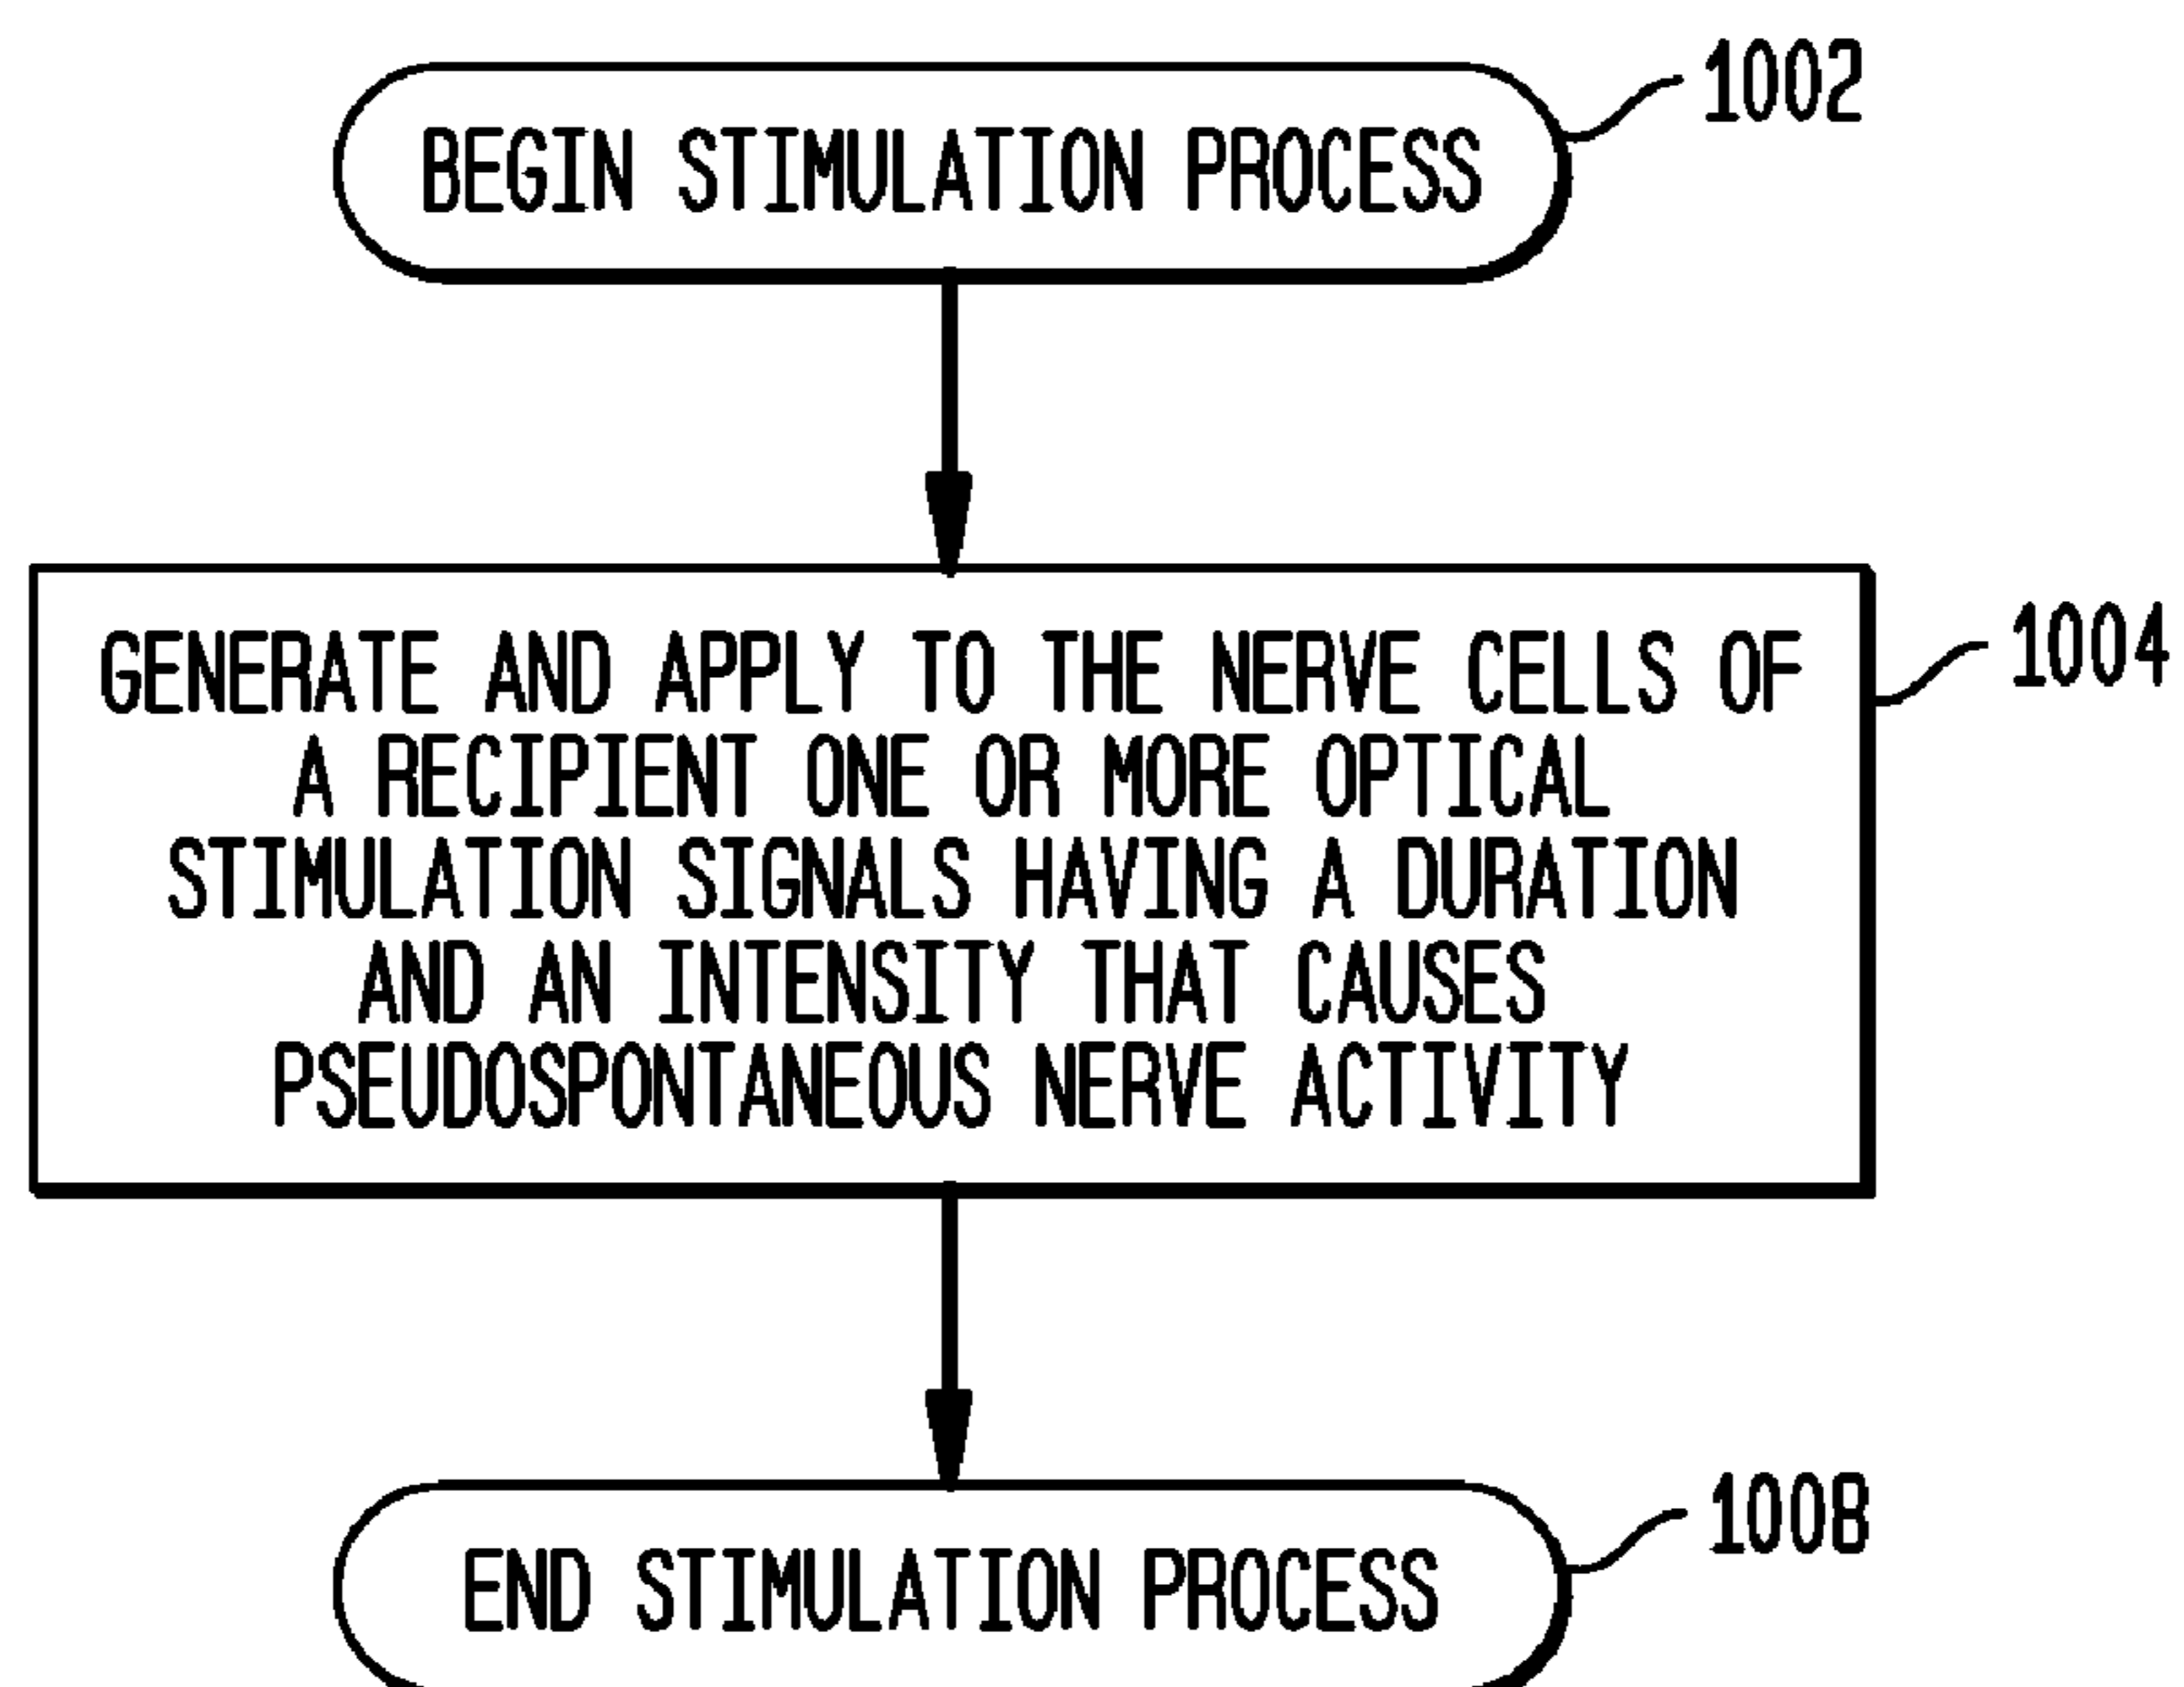 1002
BEGIN STIMULATION PROCESS
1004
GENERATE AND APPLY TO THE NERVE CELLS OF
A RECIPIENT ONE OR MORE OPTICAL
STIMULATION SIGNALS HAVING A DURATION
AND AN INTENSITY THAT CAUSES
PSEUDOSPONTANEOUS NERVE ACTIVITY
1008
END STIMULATION PROCESS